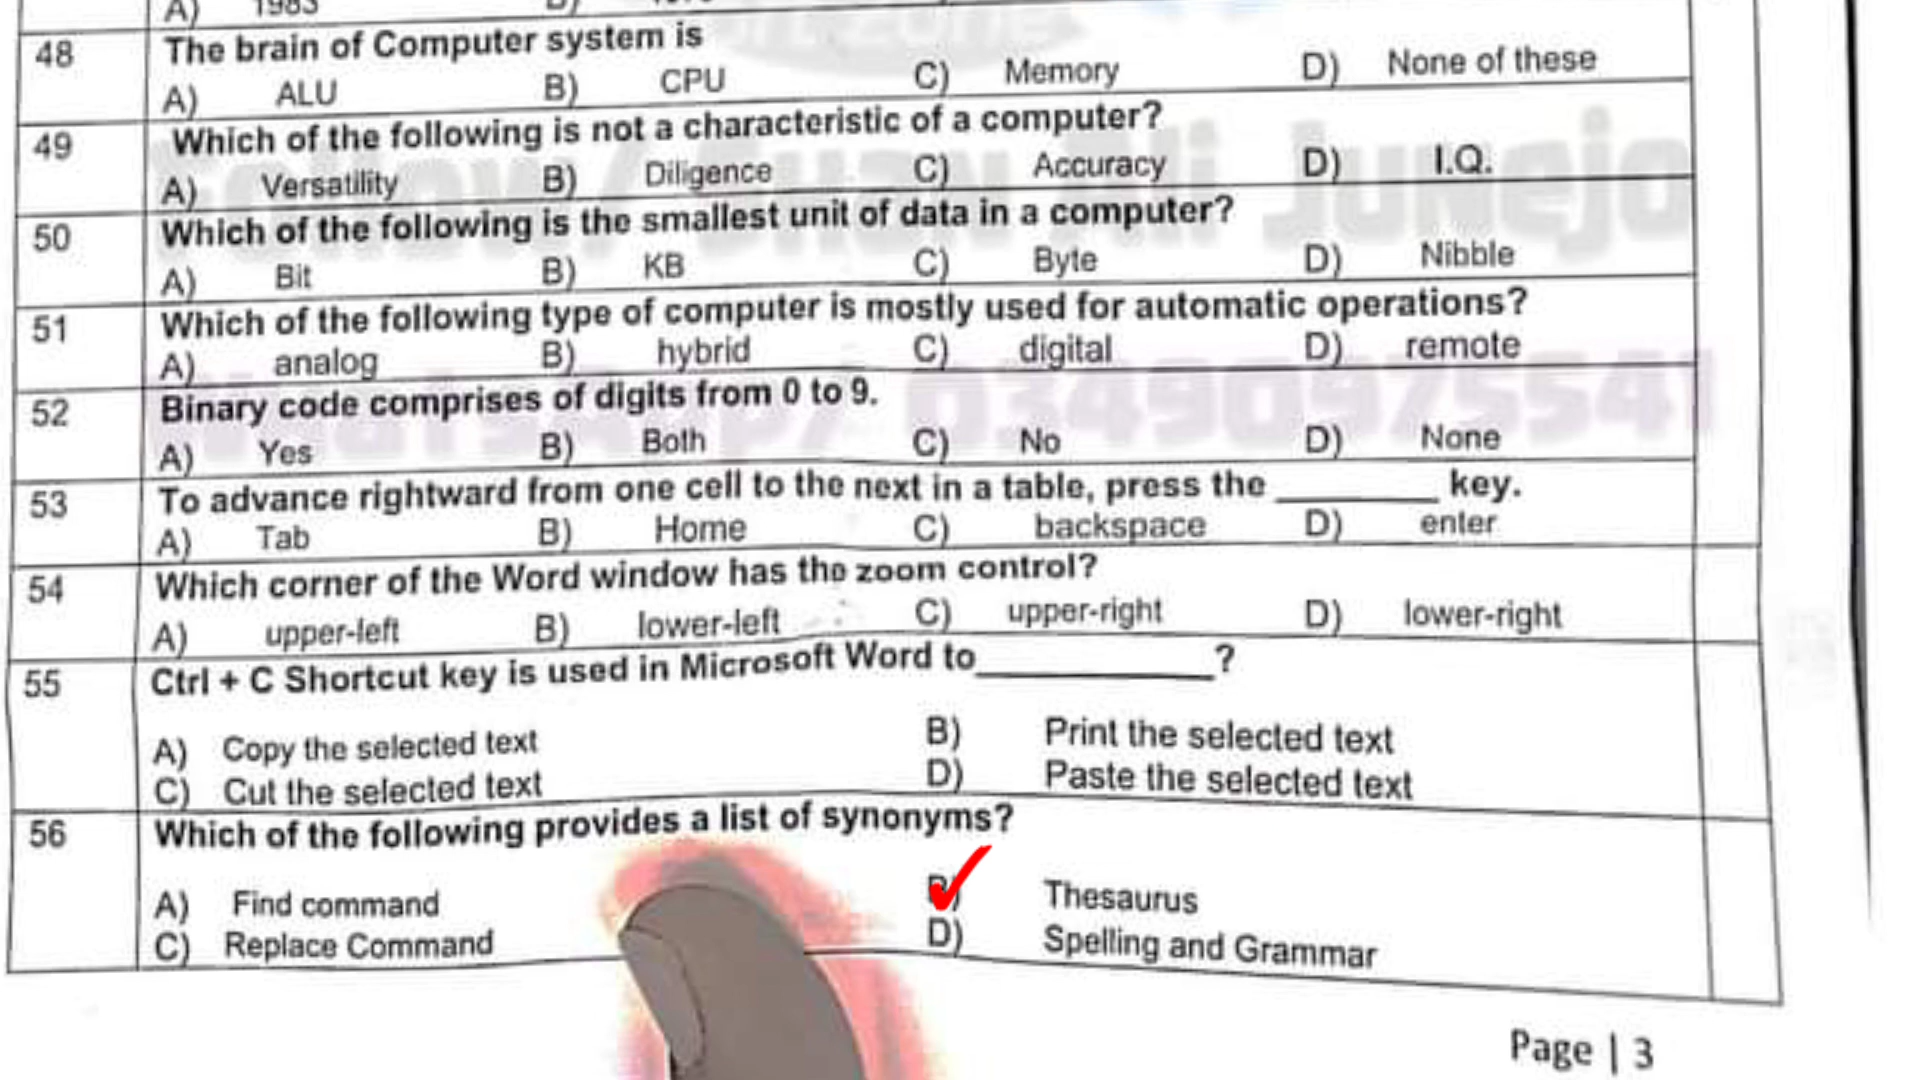 A) 1983
48 The brain of Computer system is
A) ALU B) CPU C) Memory D) None of these
49 Which of the following is not a characteristic of a computer?
A) Versatility B) Diligence C) Accuracy D) I.Q.
50 Which of the following is the smallest unit of data in a computer?
A) Bit B) KB C) Byte D) Nibble
51 Which of the following type of computer is mostly used for automatic operations?
A) analog B) hybrid C) digital D) remote
52 Binary code comprises of digits from 0 to 9.
A) Yes B) Both C) No D) None
53 To advance rightward from one cell to the next in a table, press the ________ key.
A) Tab B) Home C) backspace D) enter
54 Which corner of the Word window has the zoom control?
A) upper-left B) lower-left C) upper-right D) lower-right
55 Ctrl + C Shortcut key is used in Microsoft Word to____________?
A) Copy the selected text B) Print the selected text
C) Cut the selected text D) Paste the selected text
56 Which of the following provides a list of synonyms?
A) Find command B) Thesaurus
C) Replace Command D) Spelling and Grammar
Page | 3
Junejo
03490975541